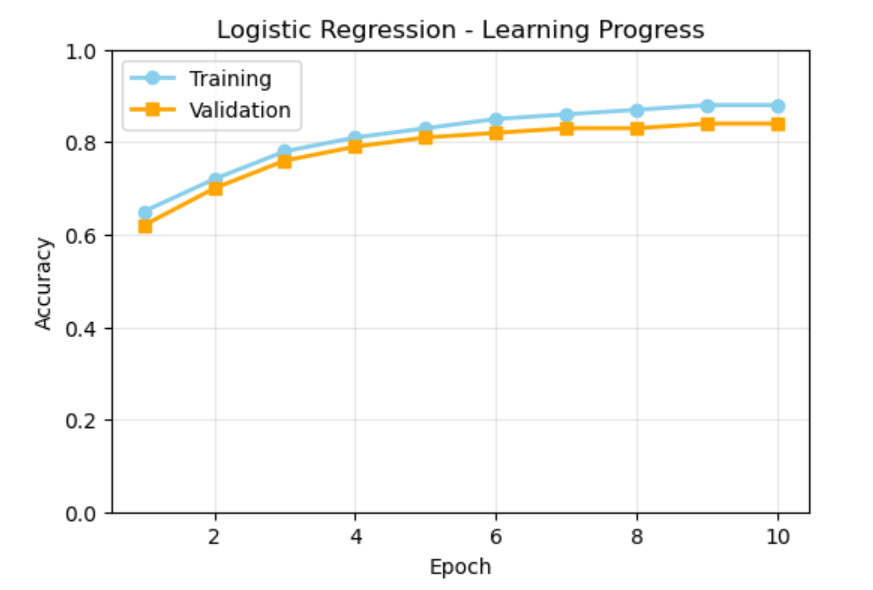 Logistic Regression - Learning Progress
Training
Validation
1.0
0.8
0.6
0.4
0.2
0.0
Accuracy
2 4 6 8 10
Epoch